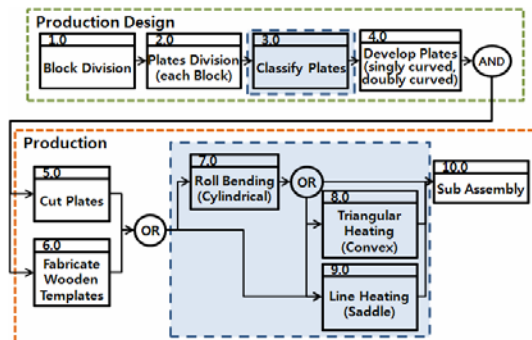 Production Design
1.0
Block Division
2.0
Plates Division
(each Block)
3.0
Classify Plates
4.0
Develop Plates
(singly curved,
doubly curved)
AND
Production
5.0
Cut Plates
6.0
Fabricate
Wooden
Templates
OR
7.0
Roll Bending
(Cylindrical)
OR
8.0
Triangular
Heating
(Convex)
9.0
Line Heating
(Saddle)
10.0
Sub Assembly